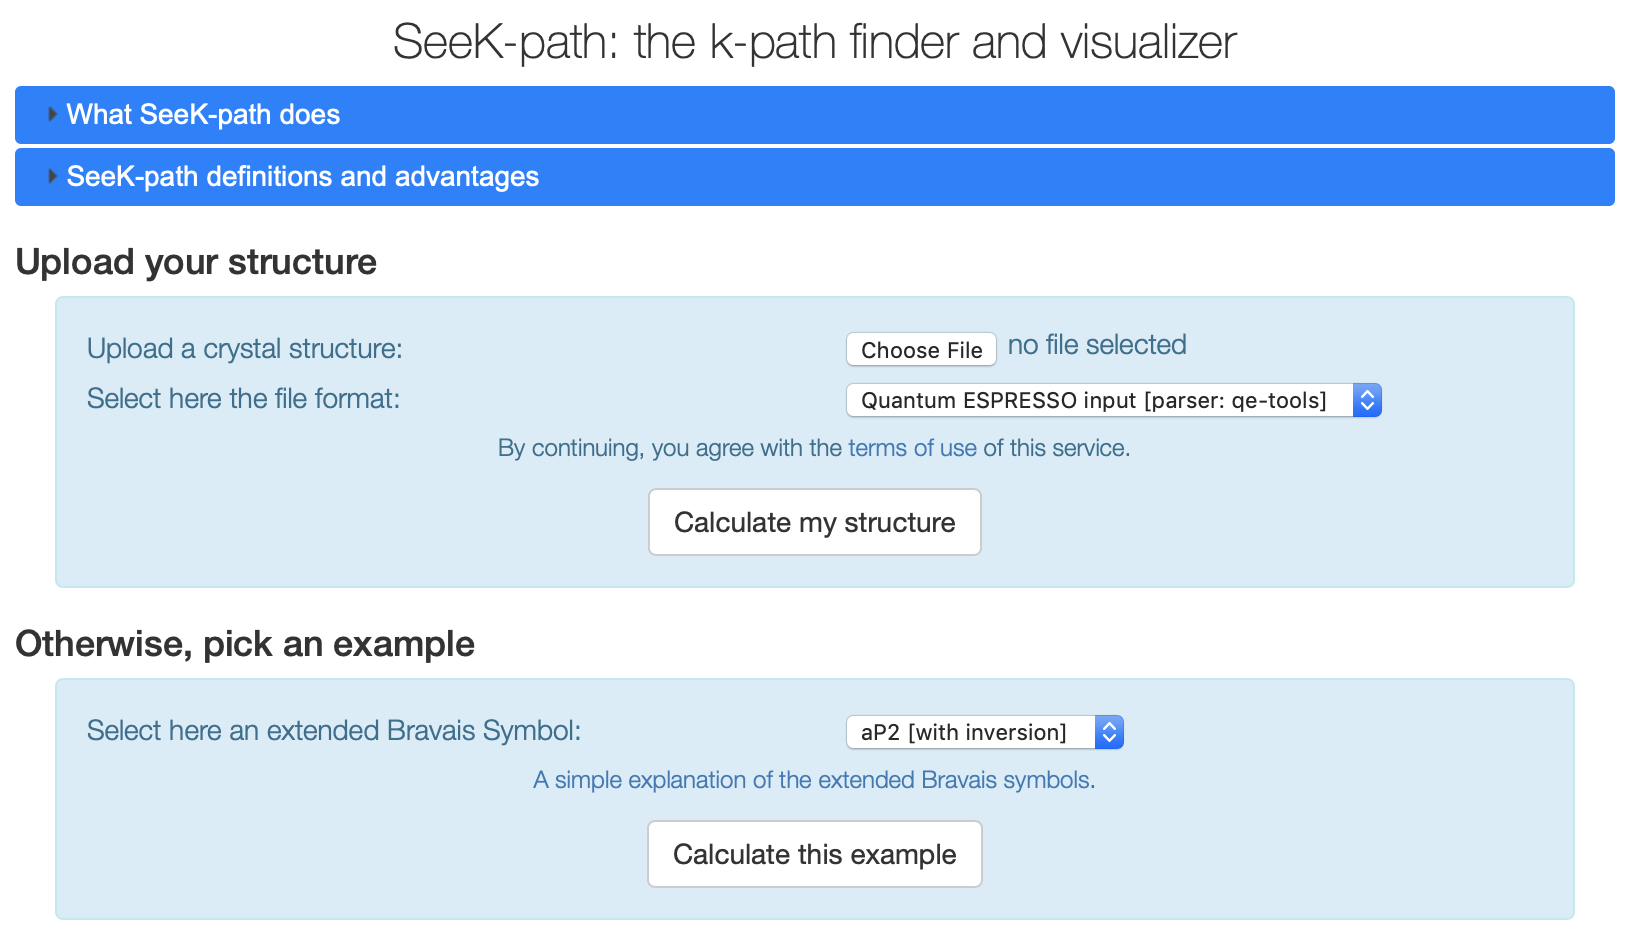 SeeK-path: the k-path finder and visualizer
What SeeK-path does
SeeK-path definitions and advantages
Upload your structure
Upload a crystal structure: Choose File no file selected
Select here the file format: Quantum ESPRESSO input [parser: qe-tools]
By continuing, you agree with the terms of use of this service.
Calculate my structure
Otherwise, pick an example
Select here an extended Bravais Symbol: aP2 [with inversion]
A simple explanation of the extended Bravais symbols.
Calculate this example